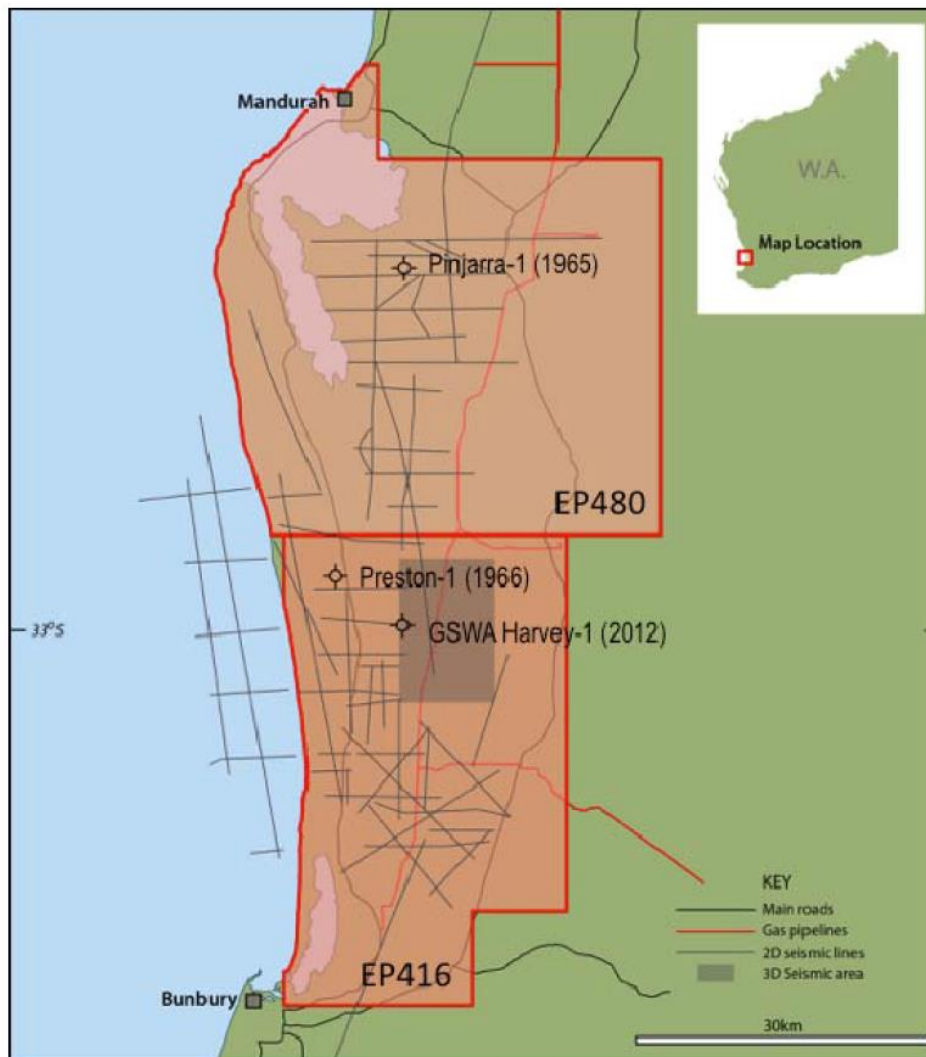 Mandurah
W.A.
Map Location
Pinjarra-1 (1965)
EP480
Preston-1 (1966)
33°S
GSWA Harvey-1 (2012)
KEY
Main roads
Gas pipelines
2D seismic lines
3D Seismic area
EP416
Bunbury
30km